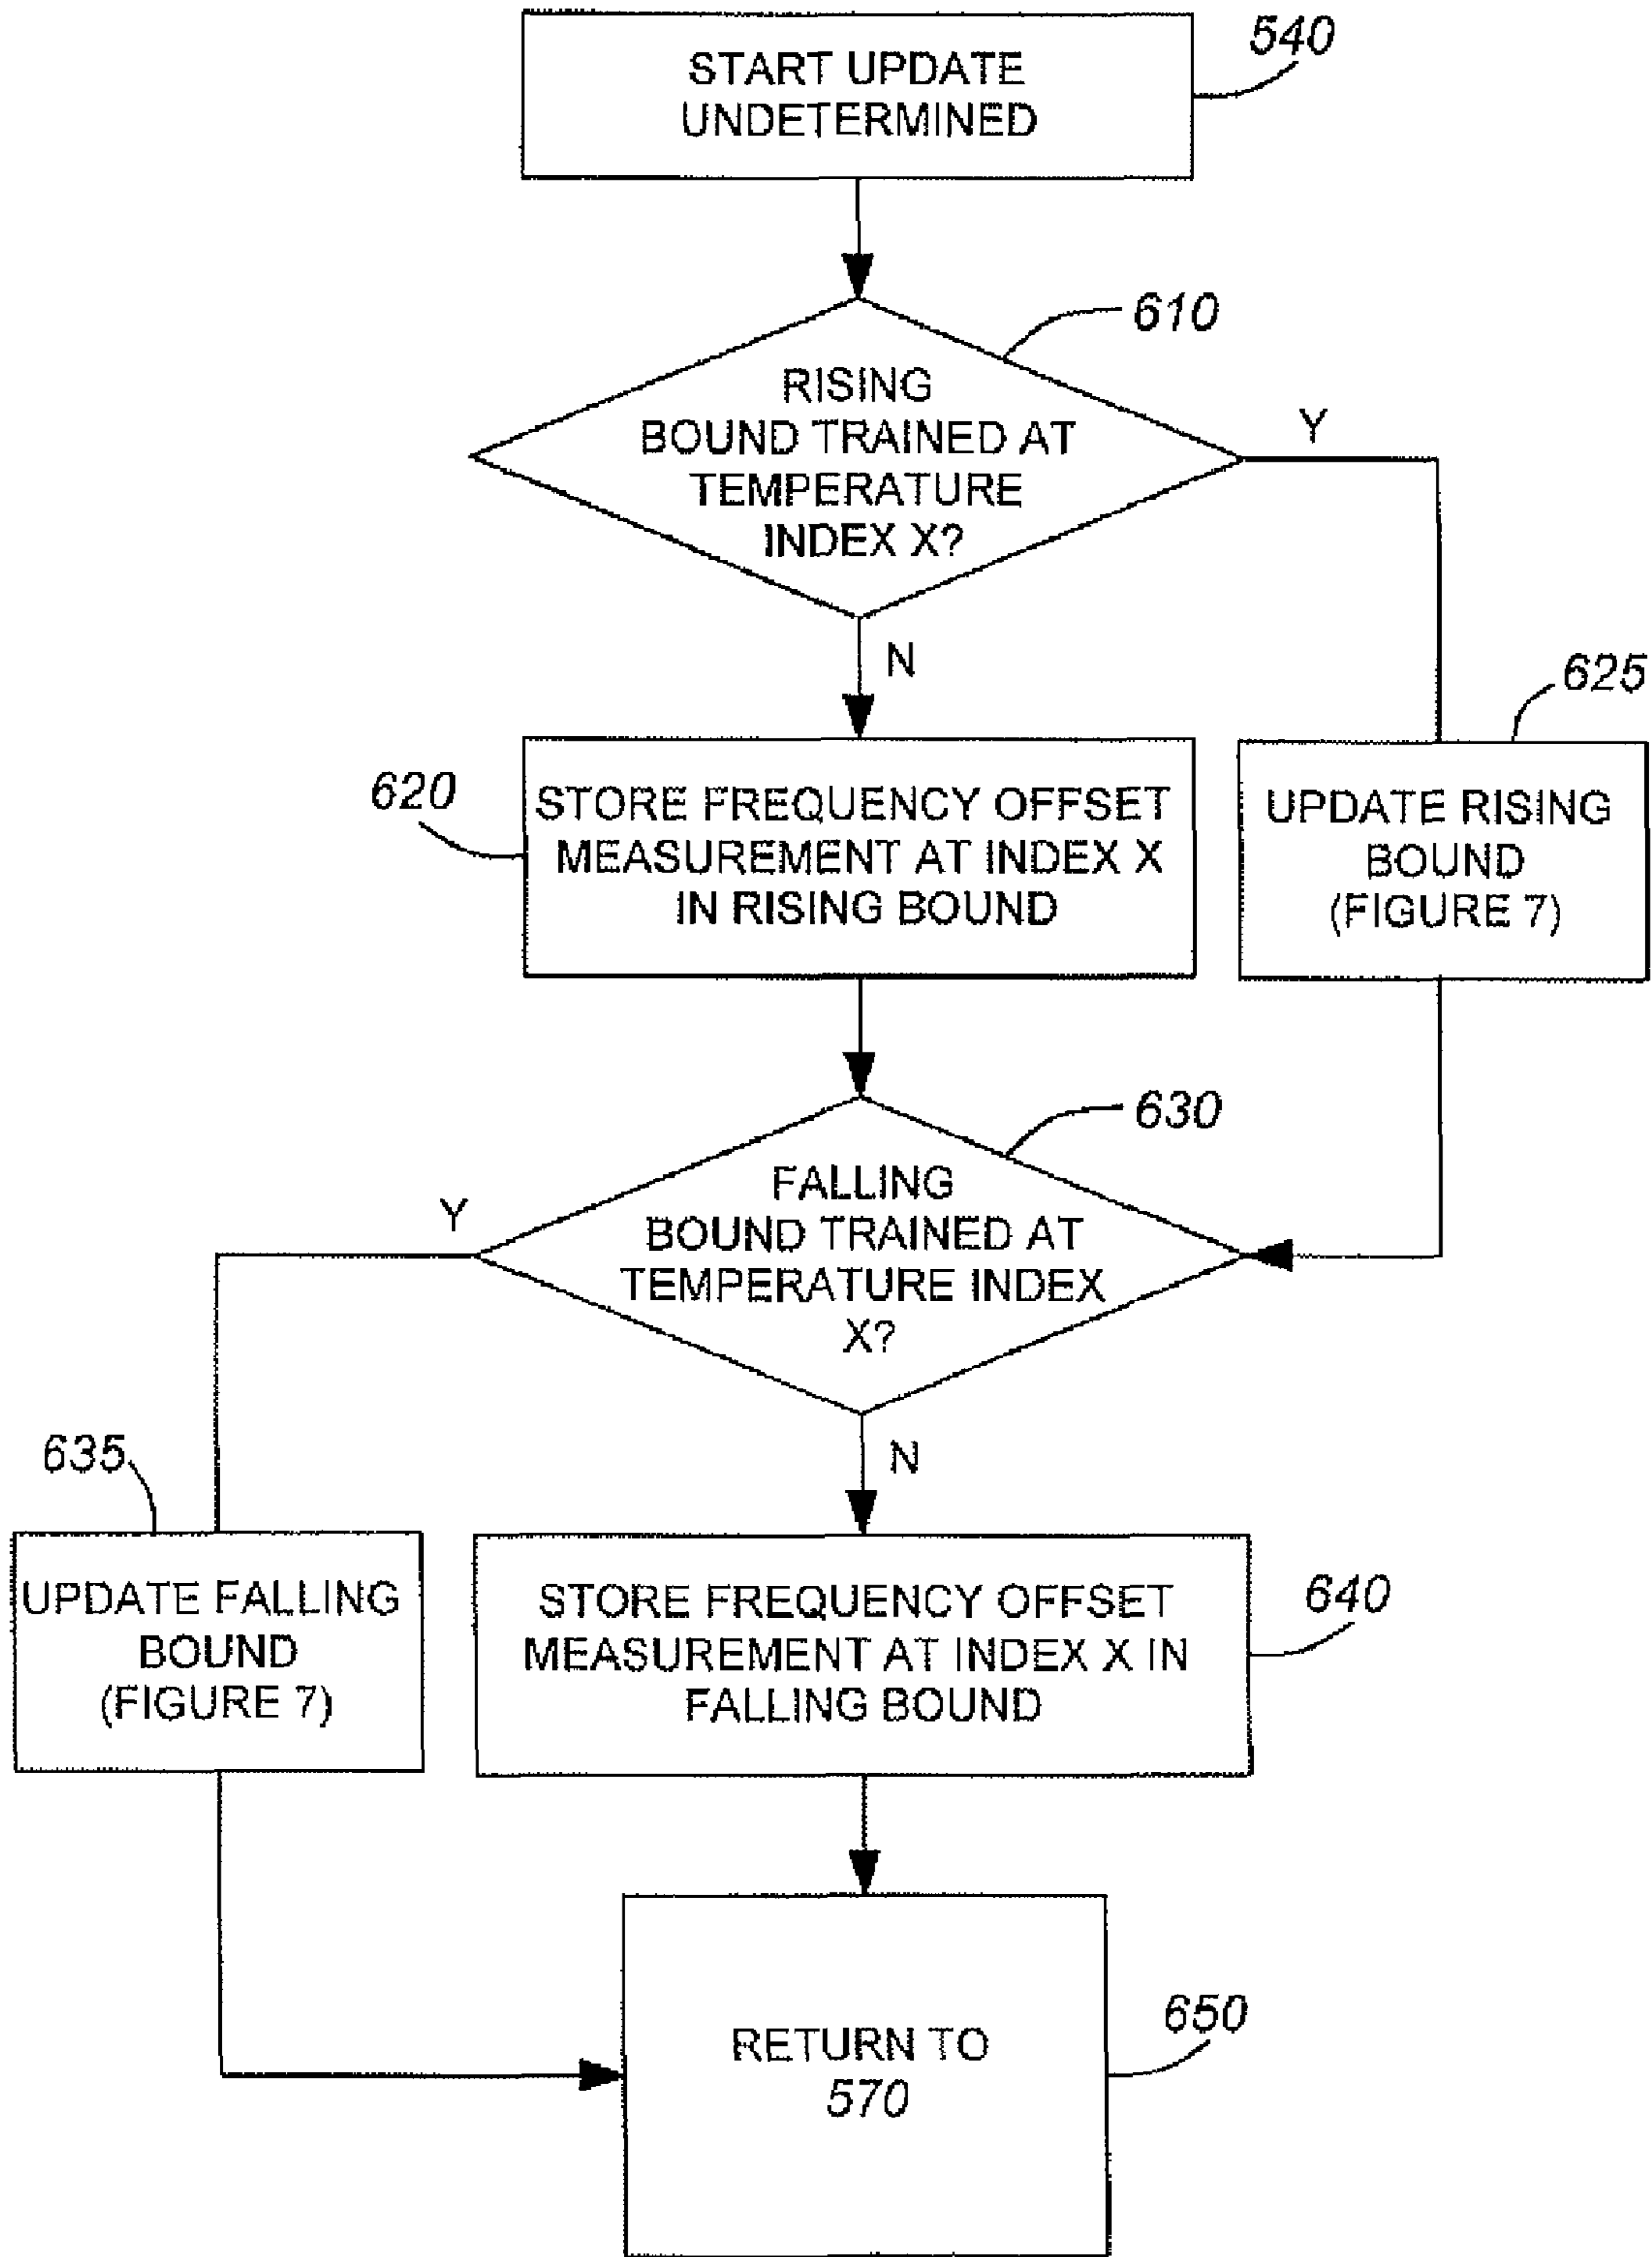 START UPDATE
UNDETERMINED
540
610
RISING
BOUND TRAINED AT
TEMPERATURE
INDEX X?
Y
N
620
STORE FREQUENCY OFFSET
MEASUREMENT AT INDEX X
IN RISING BOUND
625
UPDATE RISING
BOUND
(FIGURE 7)
630
FALLING
BOUND TRAINED AT
TEMPERATURE INDEX
X?
Y
N
635
UPDATE FALLING
BOUND
(FIGURE 7)
STORE FREQUENCY OFFSET
MEASUREMENT AT INDEX X IN
FALLING BOUND
640
RETURN TO
570
650